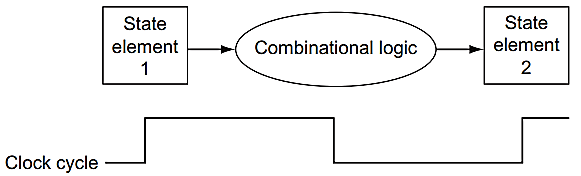 State
element
1
Combinational logic
State
element
2
Clock cycle